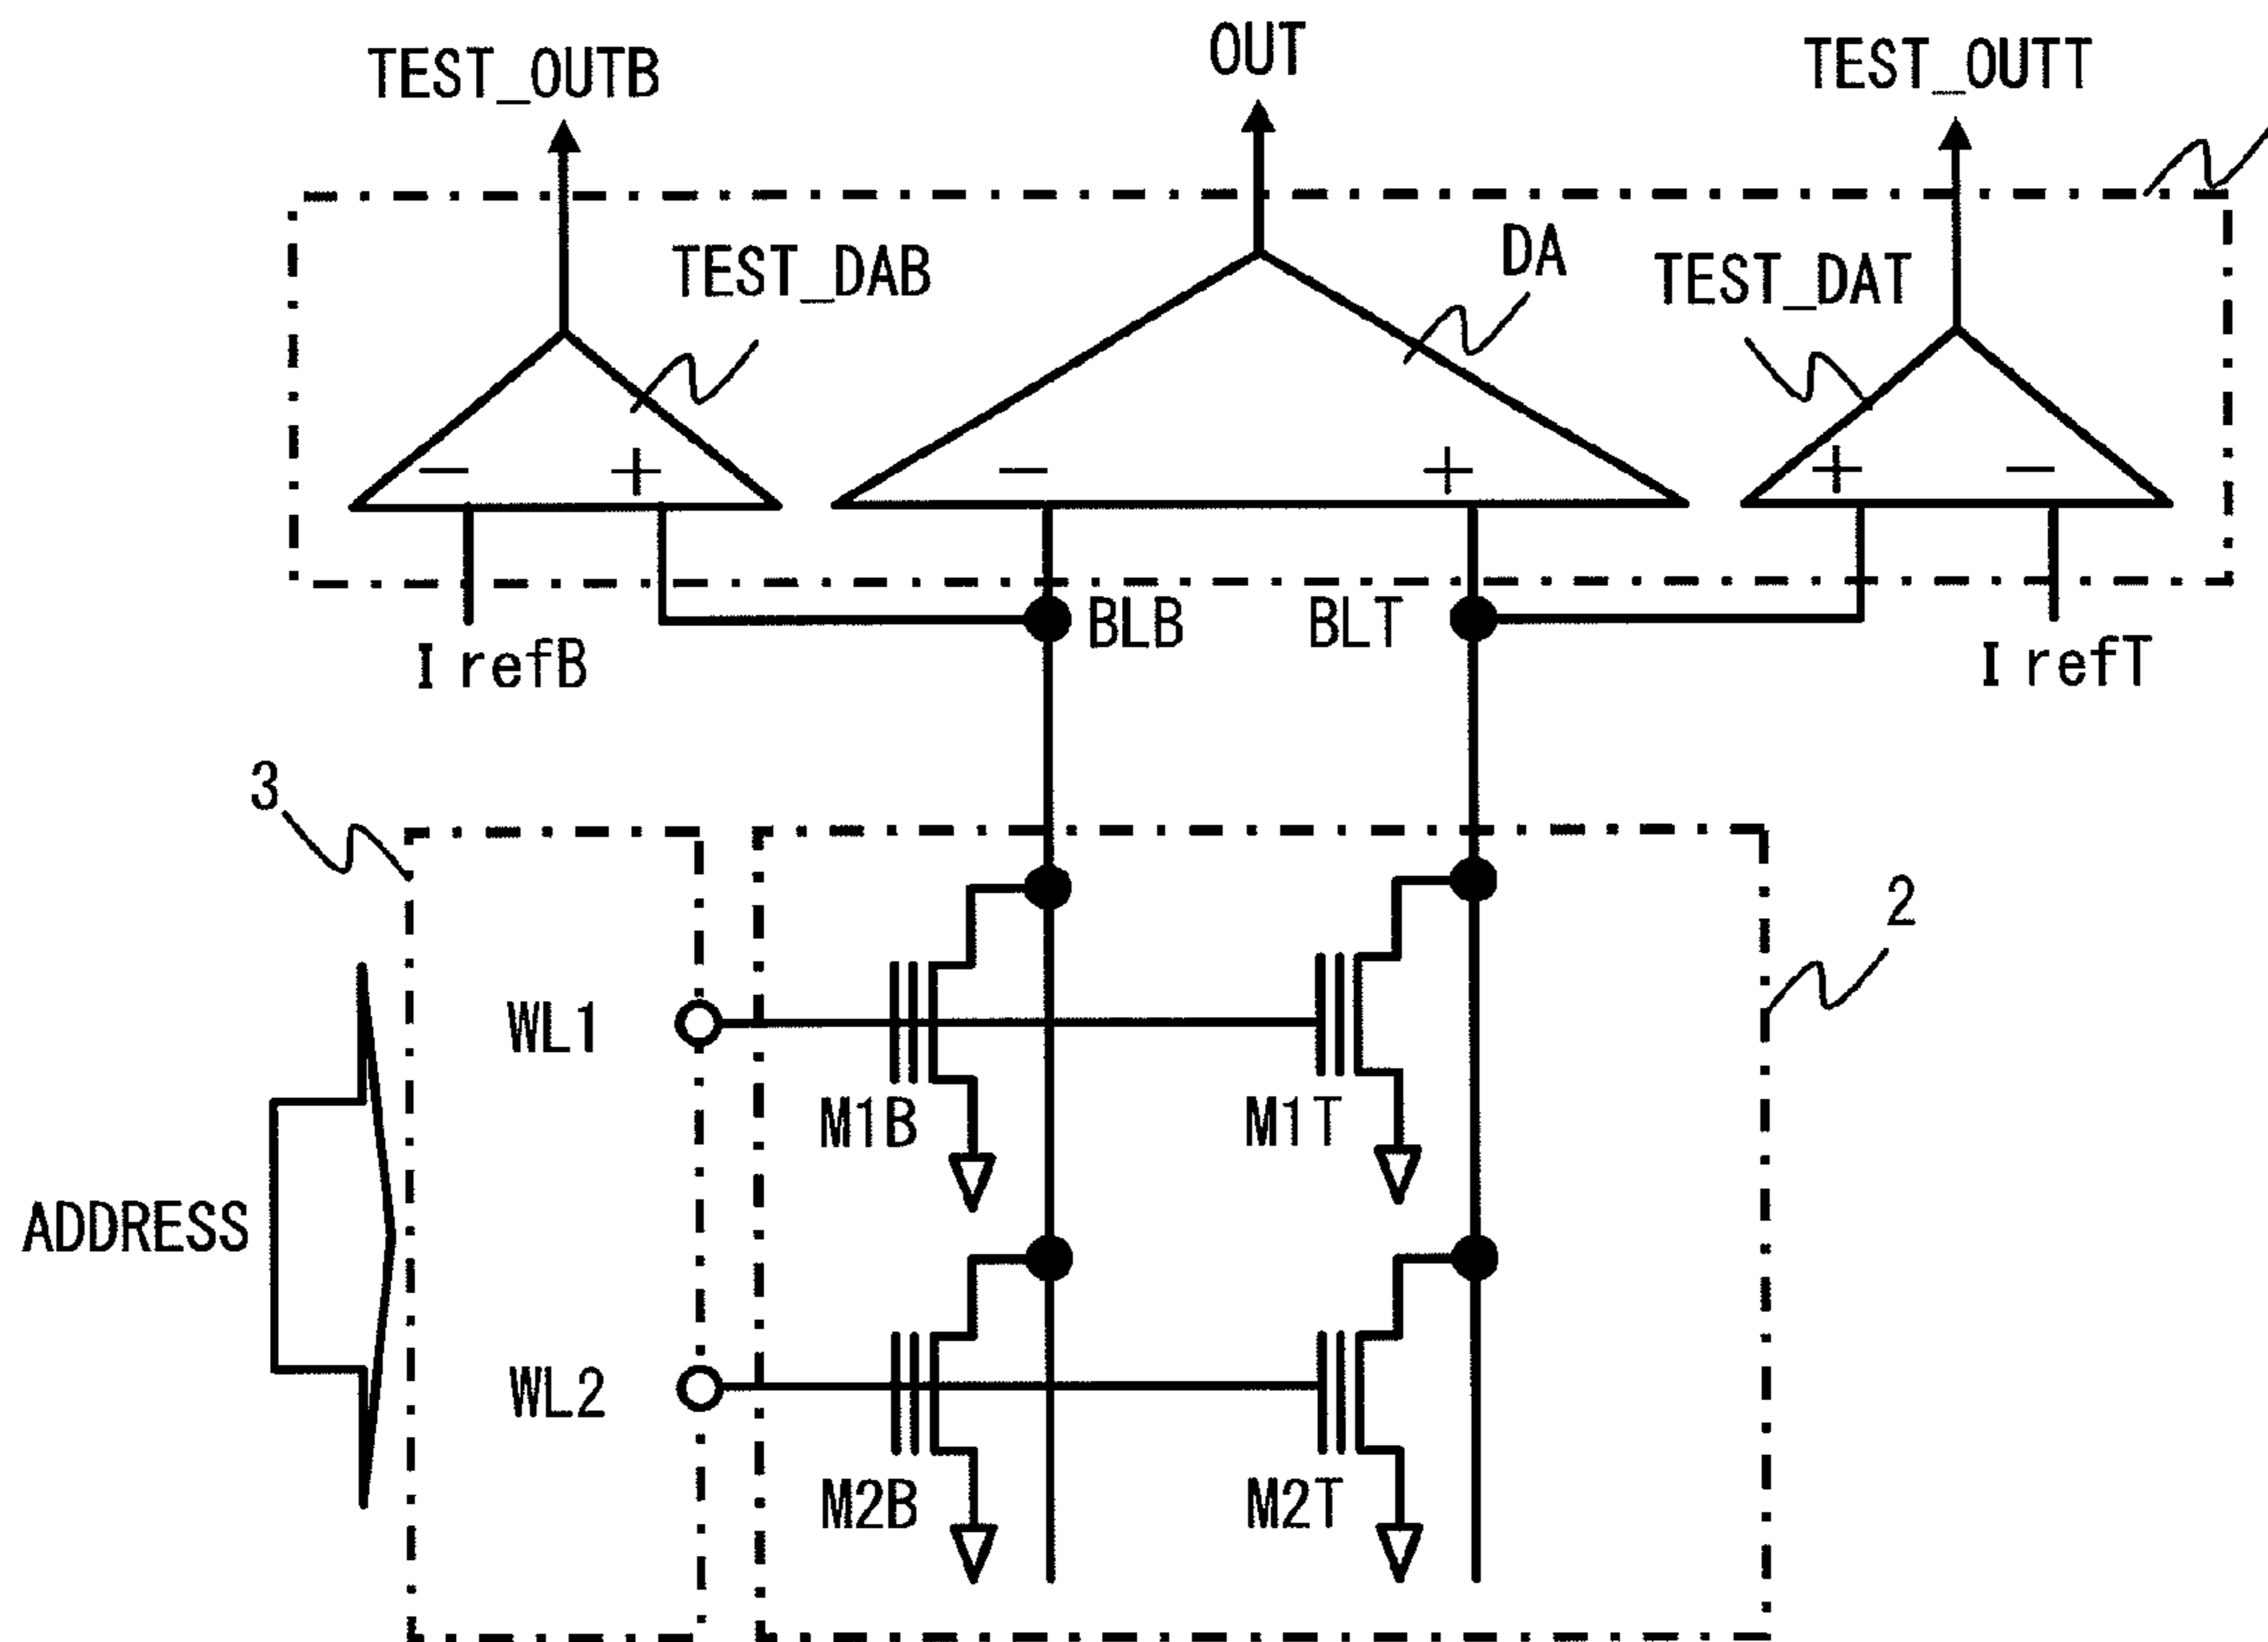 TEST_OUTB
OUT
TEST_OUTT
TEST_DAB
DA
TEST_DAT
− +
− +
+ −
BLB
BLT
I refB
I refT
3
2
WL1
M1B
M1T
ADDRESS
WL2
M2B
M2T